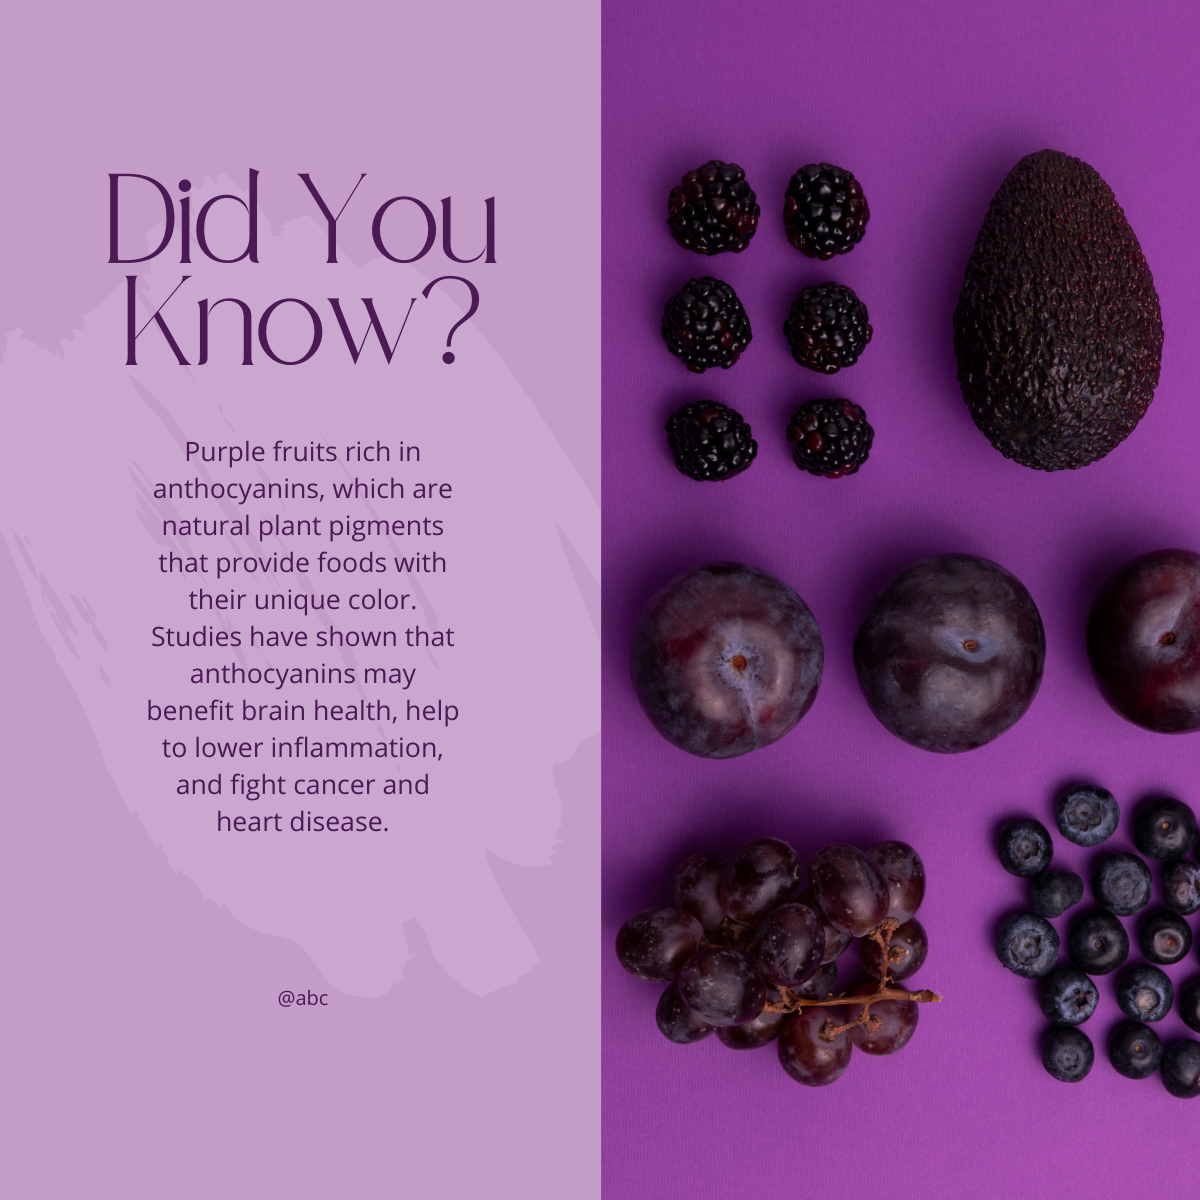 Did You
Know?
Purple fruits rich in
anthocyanins, which are
natural plant pigments
that provide foods with
their unique color.
Studies have shown that
anthocyanins may
benefit brain health, help
to lower inflammation,
and fight cancer and
heart disease.
@abc